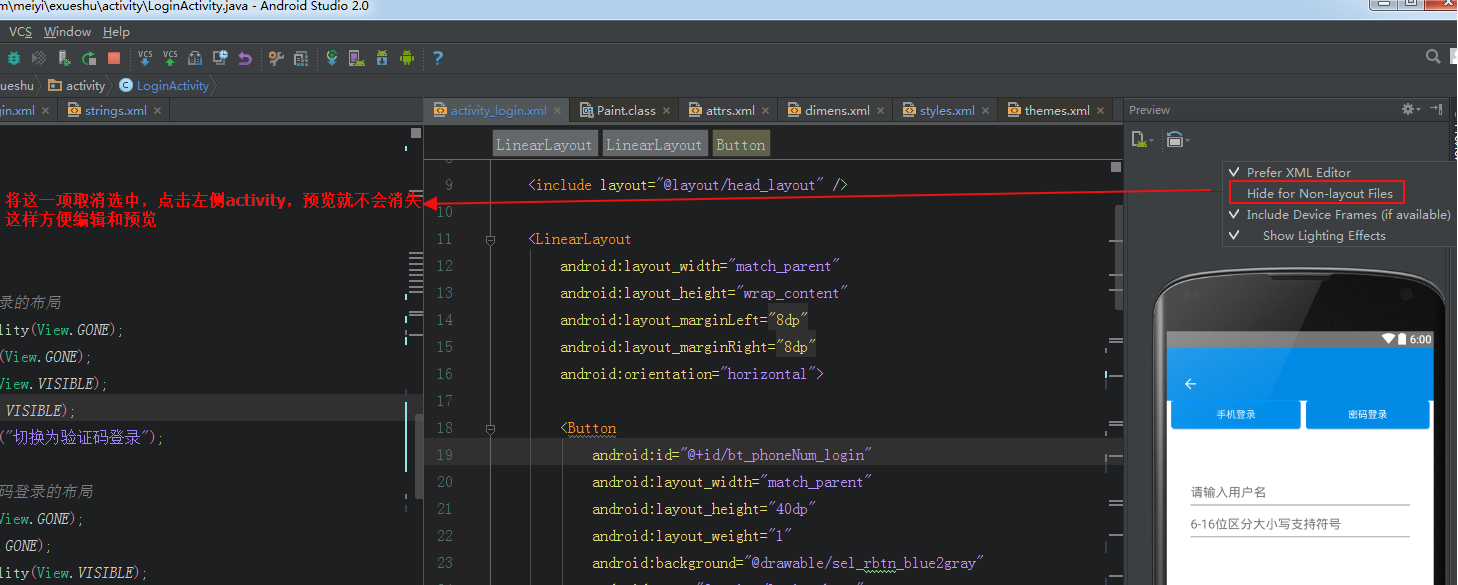 m\meiyi\exueshu\activity\LoginActivity.java - Android Studio 2.0
VCS Window Help
VCS VCS ?
ueshu activity C LoginActivity
in.xml strings.xml activity_login.xml Paint.class attrs.xml dimens.xml styles.xml themes.xml Preview
LinearLayout LinearLayout Button
Prefer XML Editor
Hide for Non-layout Files
Include Device Frames (if available)
Show Lighting Effects
将这一项取消选中，点击左侧activity，预览就不会消失
这样方便编辑和预览
录的布局
lity(View.GONE);
(View.GONE);
View.VISIBLE);
.VISIBLE);
("切换为验证码登录");
码登录的布局
View.GONE);
GONE);
lity(View.VISIBLE);
9 <include layout="@layout/head_layout" />
10
11 <LinearLayout
12 android:layout_width="match_parent"
13 android:layout_height="wrap_content"
14 android:layout_marginLeft="8dp"
15 android:layout_marginRight="8dp"
16 android:orientation="horizontal">
17
18 <Button
19 android:id="@+id/bt_phoneNum_login"
20 android:layout_width="match_parent"
21 android:layout_height="40dp"
22 android:layout_weight="1"
23 android:background="@drawable/sel_rbtn_blue2gray"
6:00
手机登录 密码登录
请输入用户名
6-16位区分大小写支持符号